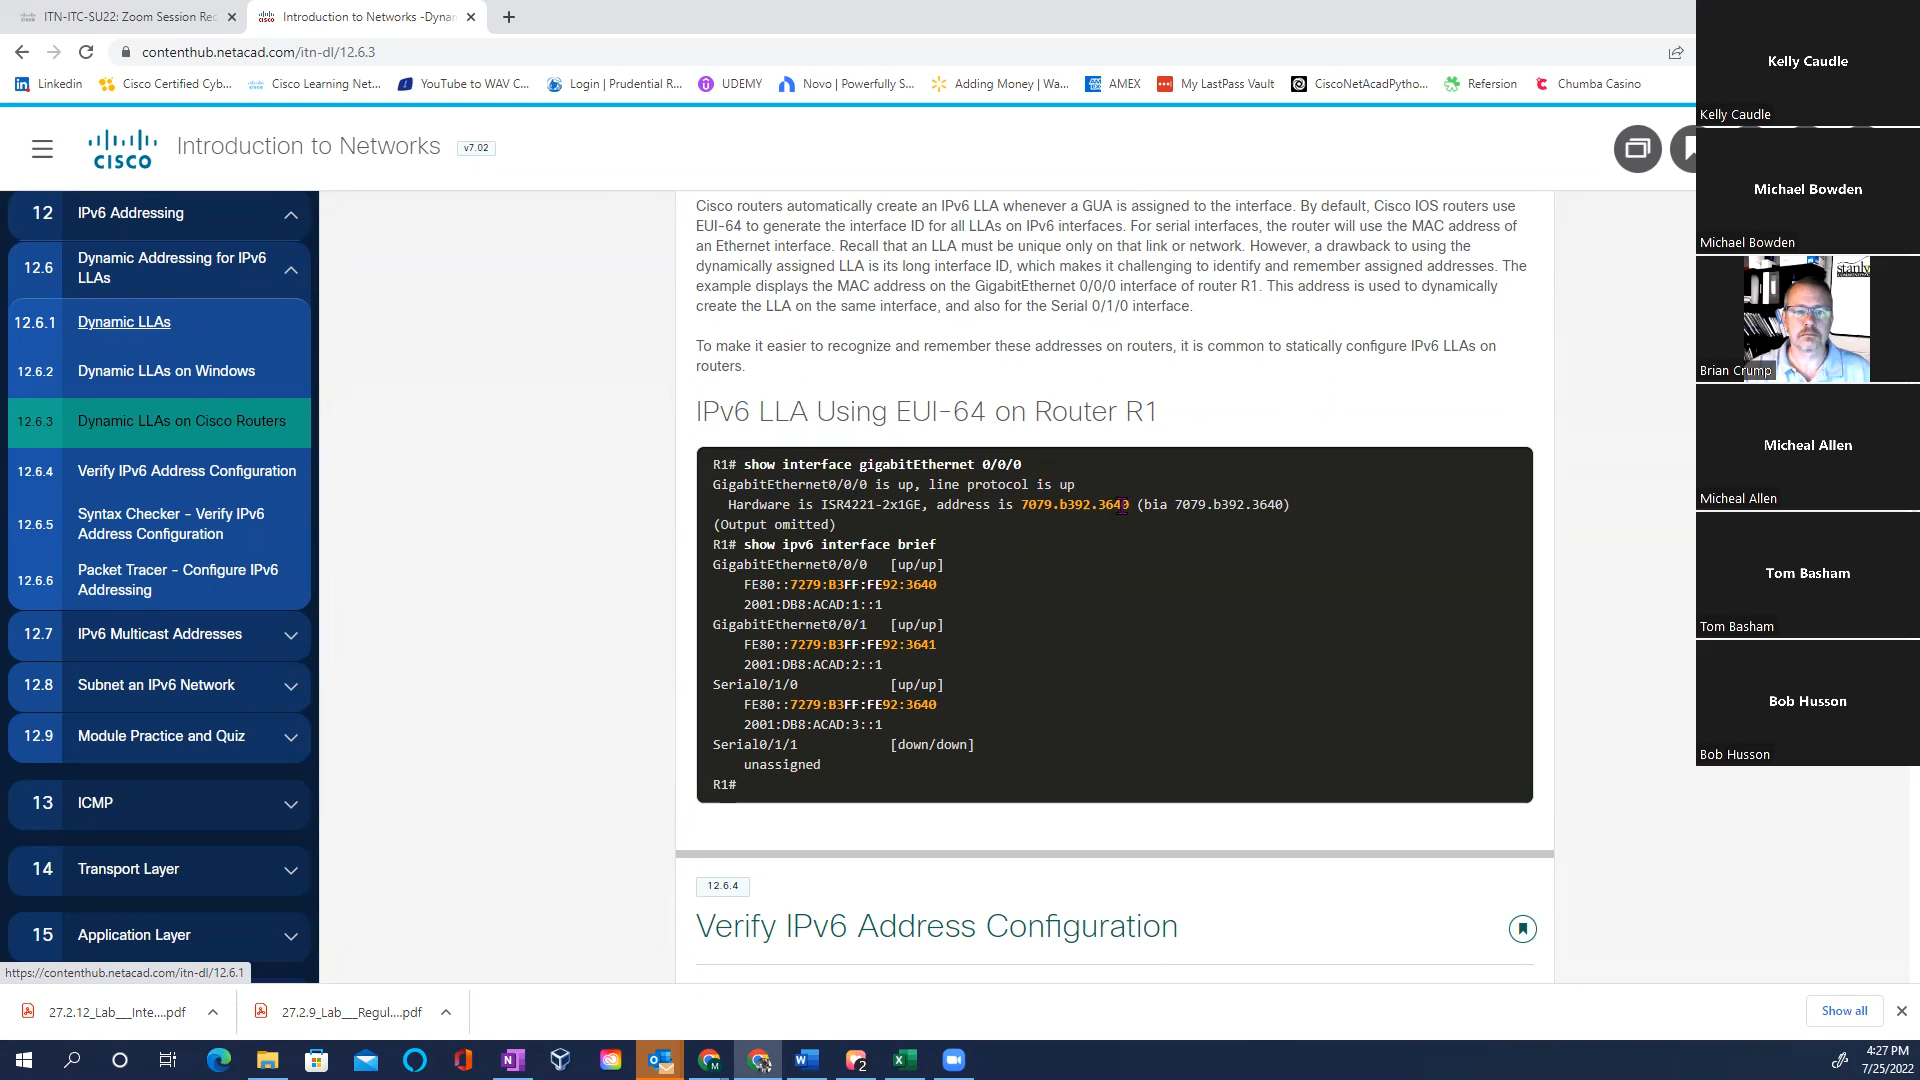 ITN-ITC-SU22: Zoom Session Rec
Introduction to Networks -Dynan
contenthub.netacad.com/itn-dl/12.6.3
Linkedin
Cisco Certified Cyb...
Cisco Learning Net...
YouTube to WAV C...
Login | Prudential R...
UDEMY
Novo | Powerfully S...
Adding Money | Wa...
AMEX
My LastPass Vault
CiscoNetAcadPytho...
Refersion
Chumba Casino
CISCO
Introduction to Networks
v7.02
12 IPv6 Addressing
12.6 Dynamic Addressing for IPv6
LLAs
12.6.1 Dynamic LLAs
12.6.2 Dynamic LLAs on Windows
12.6.3 Dynamic LLAs on Cisco Routers
12.6.4 Verify IPv6 Address Configuration
12.6.5 Syntax Checker - Verify IPv6
Address Configuration
12.6.6 Packet Tracer - Configure IPv6
Addressing
12.7 IPv6 Multicast Addresses
12.8 Subnet an IPv6 Network
12.9 Module Practice and Quiz
13 ICMP
14 Transport Layer
15 Application Layer
https://contenthub.netacad.com/itn-dl/12.6.1
Cisco routers automatically create an IPv6 LLA whenever a GUA is assigned to the interface. By default, Cisco IOS routers use
EUI-64 to generate the interface ID for all LLAs on IPv6 interfaces. For serial interfaces, the router will use the MAC address of
an Ethernet interface. Recall that an LLA must be unique only on that link or network. However, a drawback to using the
dynamically assigned LLA is its long interface ID, which makes it challenging to identify and remember assigned addresses. The
example displays the MAC address on the GigabitEthernet 0/0/0 interface of router R1. This address is used to dynamically
create the LLA on the same interface, and also for the Serial 0/1/0 interface.
To make it easier to recognize and remember these addresses on routers, it is common to statically configure IPv6 LLAs on
routers.
IPv6 LLA Using EUI-64 on Router R1
R1# show interface gigabitEthernet 0/0/0
GigabitEthernet0/0/0 is up, line protocol is up
Hardware is ISR4221-2x1GE, address is 7079.b392.3640 (bia 7079.b392.3640)
(Output omitted)
R1# show ipv6 interface brief
GigabitEthernet0/0/0 [up/up]
FE80::7279:B3FF:FE92:3640
2001:DB8:ACAD:1::1
GigabitEthernet0/0/1 [up/up]
FE80::7279:B3FF:FE92:3641
2001:DB8:ACAD:2::1
Serial0/1/0 [up/up]
FE80::7279:B3FF:FE92:3640
2001:DB8:ACAD:3::1
Serial0/1/1 [down/down]
unassigned
R1#
12.6.4
Verify IPv6 Address Configuration
Kelly Caudle
Kelly Caudle
Michael Bowden
Michael Bowden
stanly
Brian Crump
Micheal Allen
Micheal Allen
Tom Basham
Tom Basham
Bob Husson
Bob Husson
27.2.12_Lab___Inte....pdf
27.2.9_Lab___Regul....pdf
Show all
2
4:27 PM
7/25/2022